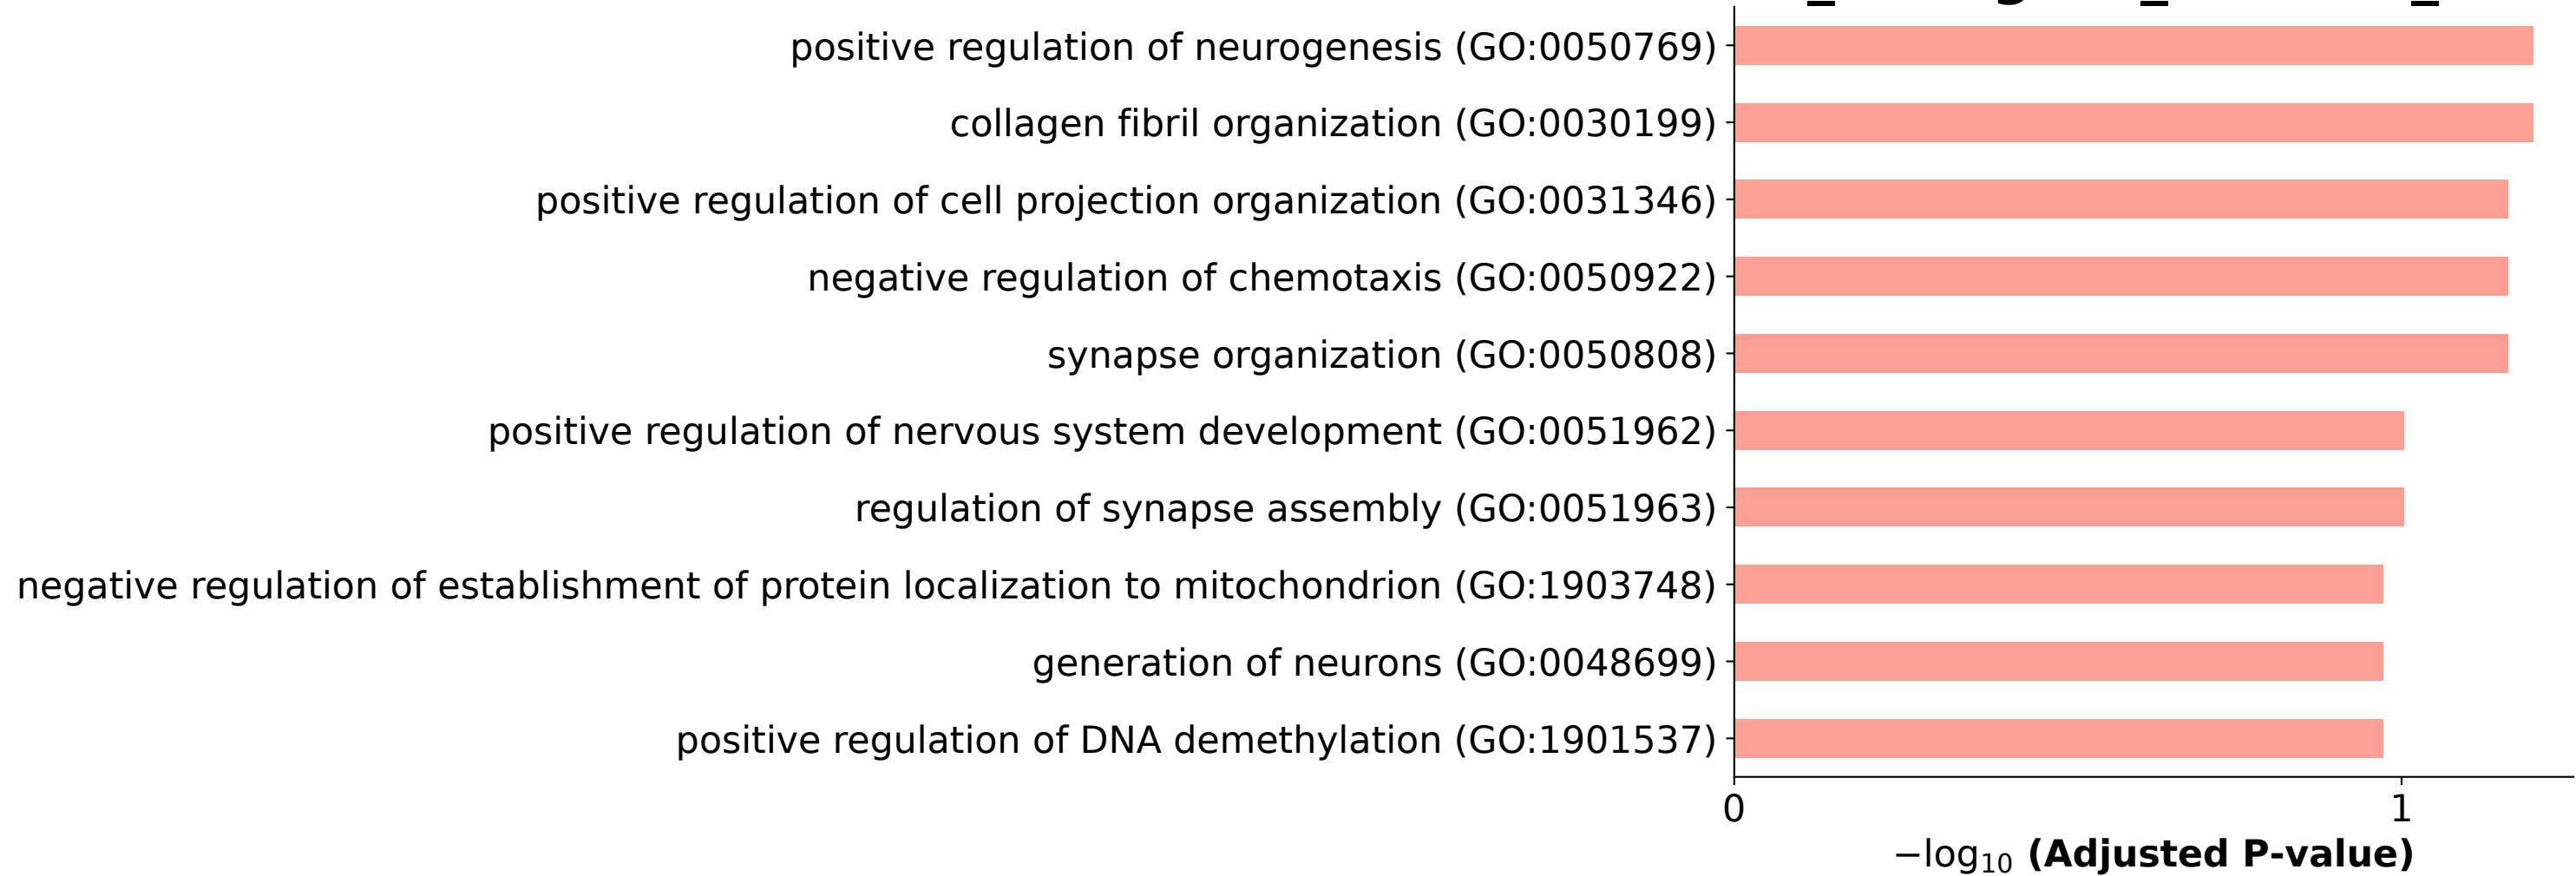 positive regulation of neurogenesis (GO:0050769)
collagen fibril organization (GO:0030199)
positive regulation of cell projection organization (GO:0031346)
negative regulation of chemotaxis (GO:0050922)
synapse organization (GO:0050808)
positive regulation of nervous system development (GO:0051962)
regulation of synapse assembly (GO:0051963)
negative regulation of establishment of protein localization to mitochondrion (GO:1903748)
generation of neurons (GO:0048699)
positive regulation of DNA demethylation (GO:1901537)
0 1
−log₁₀ (Adjusted P-value)